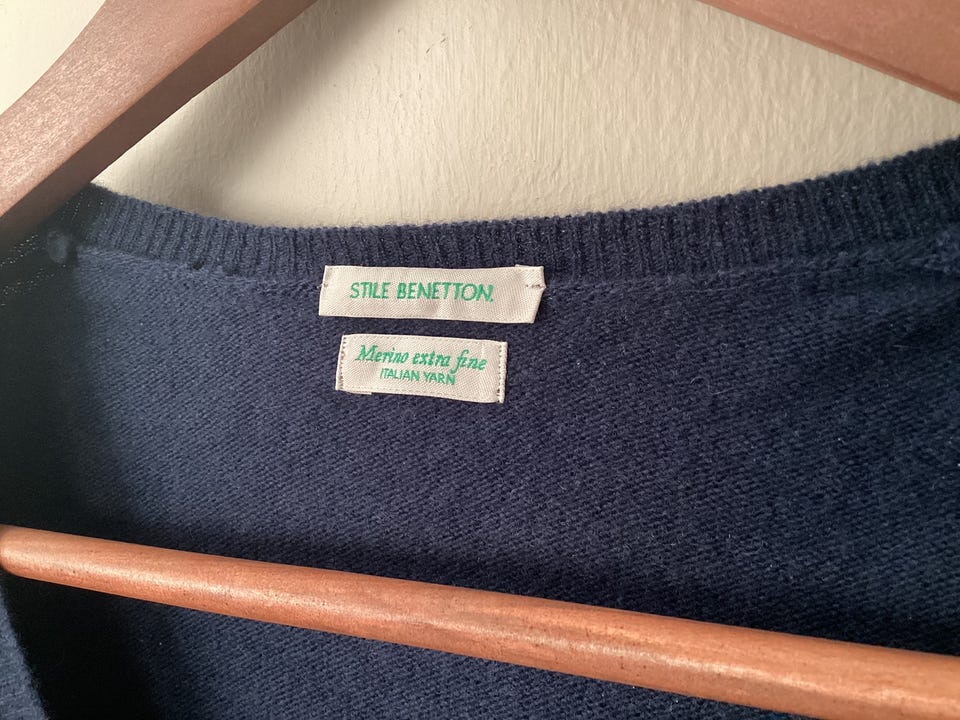 STILE BENETTON.
Merino extra fine
ITALIAN YARN